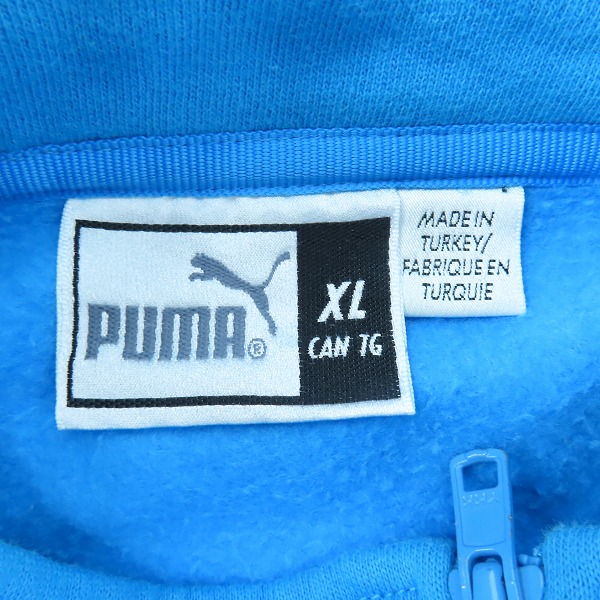 PUMA®
XL
CAN TG
MADE IN
TURKEY/
FABRIQUE EN
TURQUIE